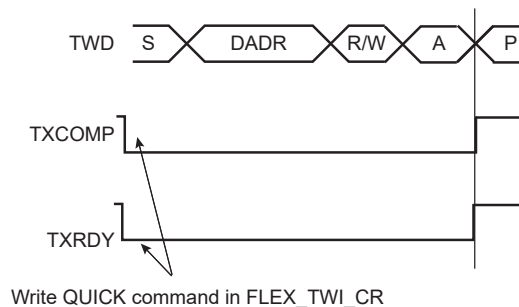 TWD S DADR R/W A P
TXCOMP
TXRDY
Write QUICK command in FLEX_TWI_CR